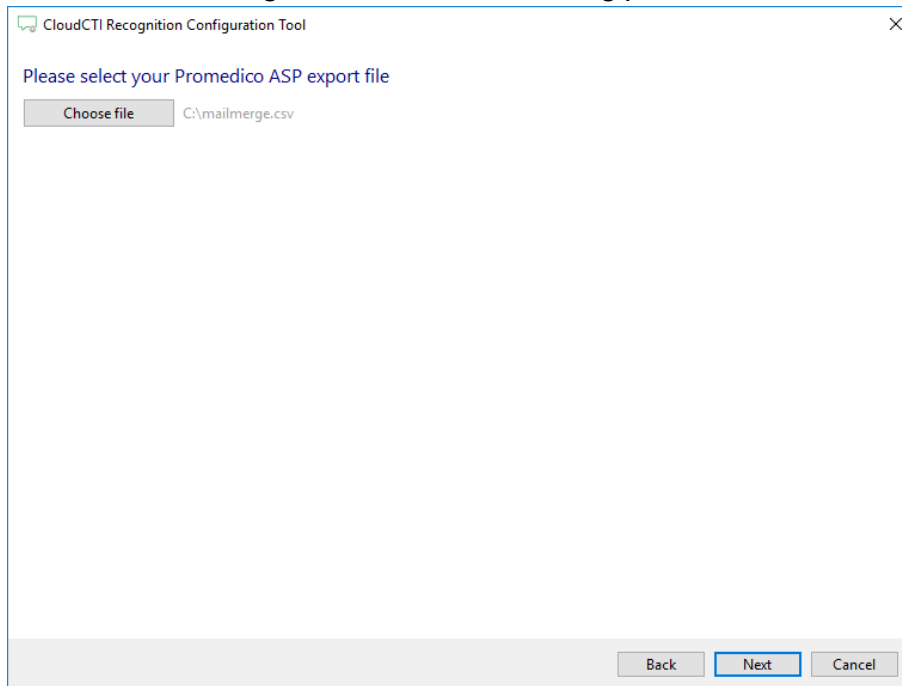 CloudCTI Recognition Configuration Tool
Please select your Promedico ASP export file
Choose file C:\mailmerge.csv
Back Next Cancel